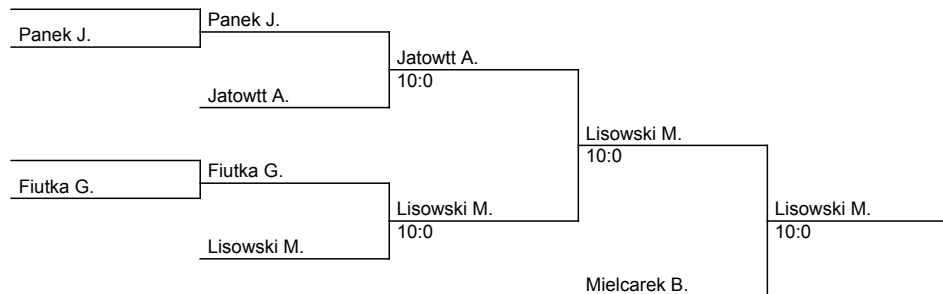 Panek J.
Panek J.
Jatowtt A.
10:0
Jatowtt A.
Lisowski M.
10:0
Fiutka G.
Fiutka G.
Lisowski M.
10:0
Lisowski M.
10:0
Lisowski M.
Mielcarek B.